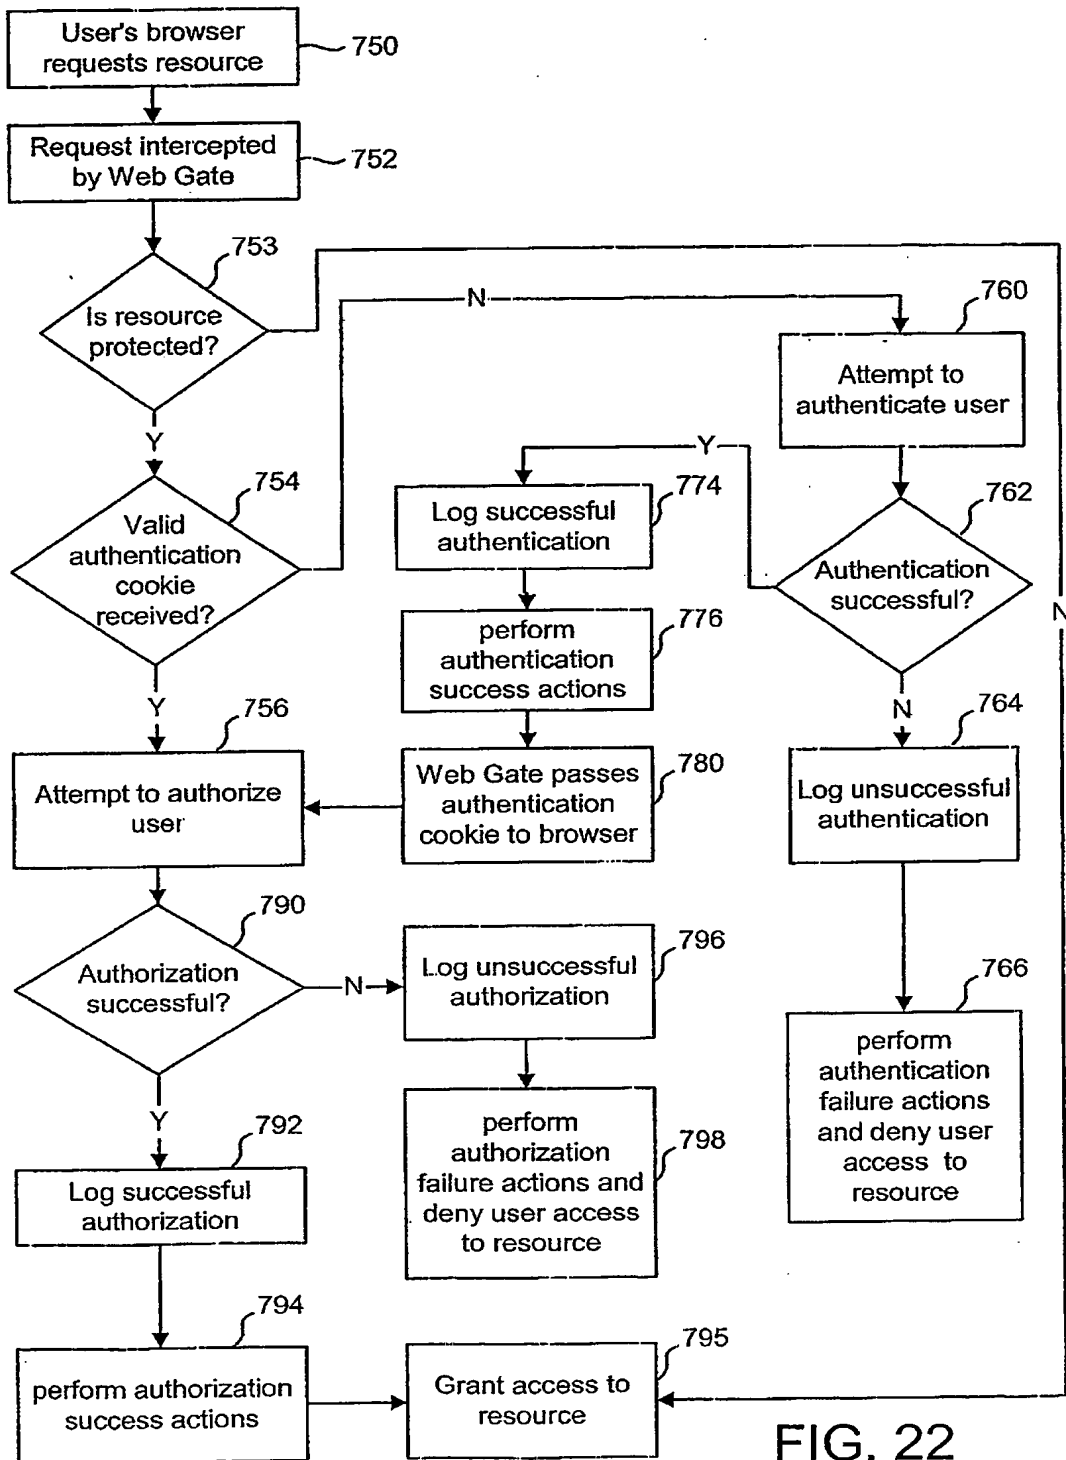 User's browser
requests resource
750
Request intercepted
by Web Gate
752
753
Is resource
protected?
N
760
Attempt to
authenticate user
Y
Y
754
774
762
Valid
authentication
cookie
received?
Log successful
authentication
Authentication
successful?
N
776
perform
authentication
success actions
Y
N
756
764
780
Attempt to authorize
user
Web Gate passes
authentication
cookie to browser
Log unsuccessful
authentication
790
796
Authorization
successful?
N
Log unsuccessful
authorization
766
perform
authentication
failure actions
and deny user
access to
resource
Y
792
798
perform
authorization
failure actions and
deny user access
to resource
Log successful
authorization
794
795
perform authorization
success actions
Grant access to
resource
FIG. 22